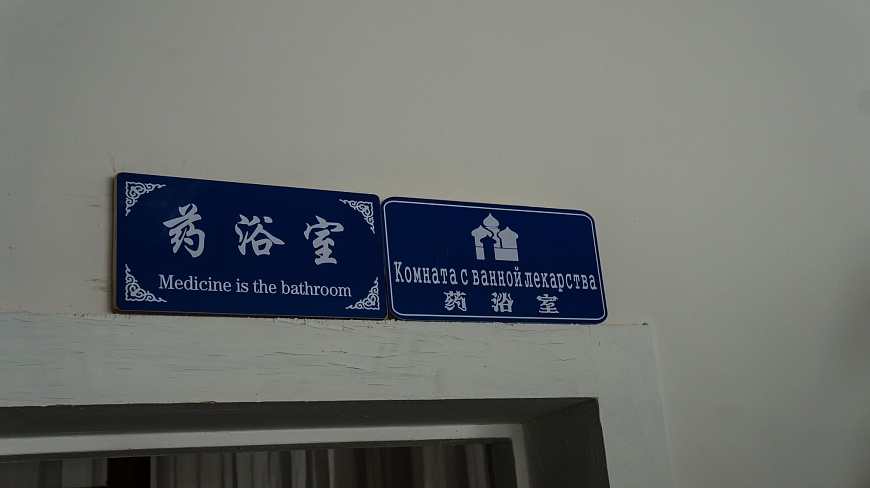 药浴室
Medicine is the bathroom
Комната с ванной лекарства
药浴室